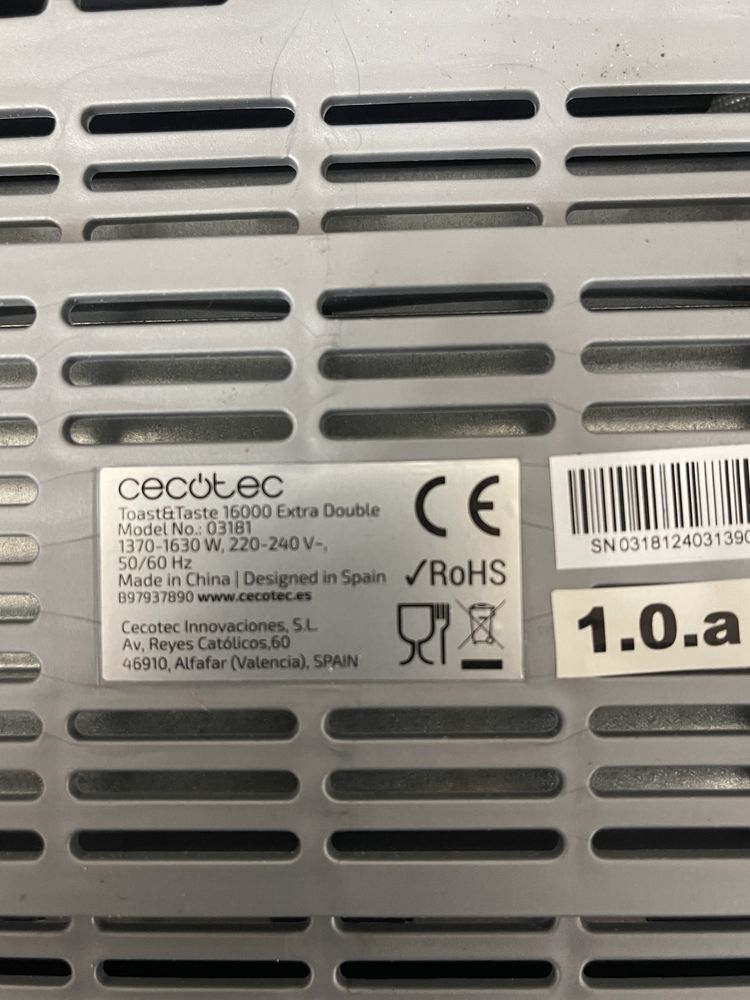 cecotec
Toast&Taste 16000 Extra Double
Model No.: 03181
1370-1630 W, 220-240 V~,
50/60 Hz
Made in China | Designed in Spain
B97937890 www.cecotec.es
Cecotec Innovaciones, S.L.
Av, Reyes Católicos,60
46910, Alfafar (Valencia), SPAIN
CE
✓RoHS
SN 0318124031390
1.0.a